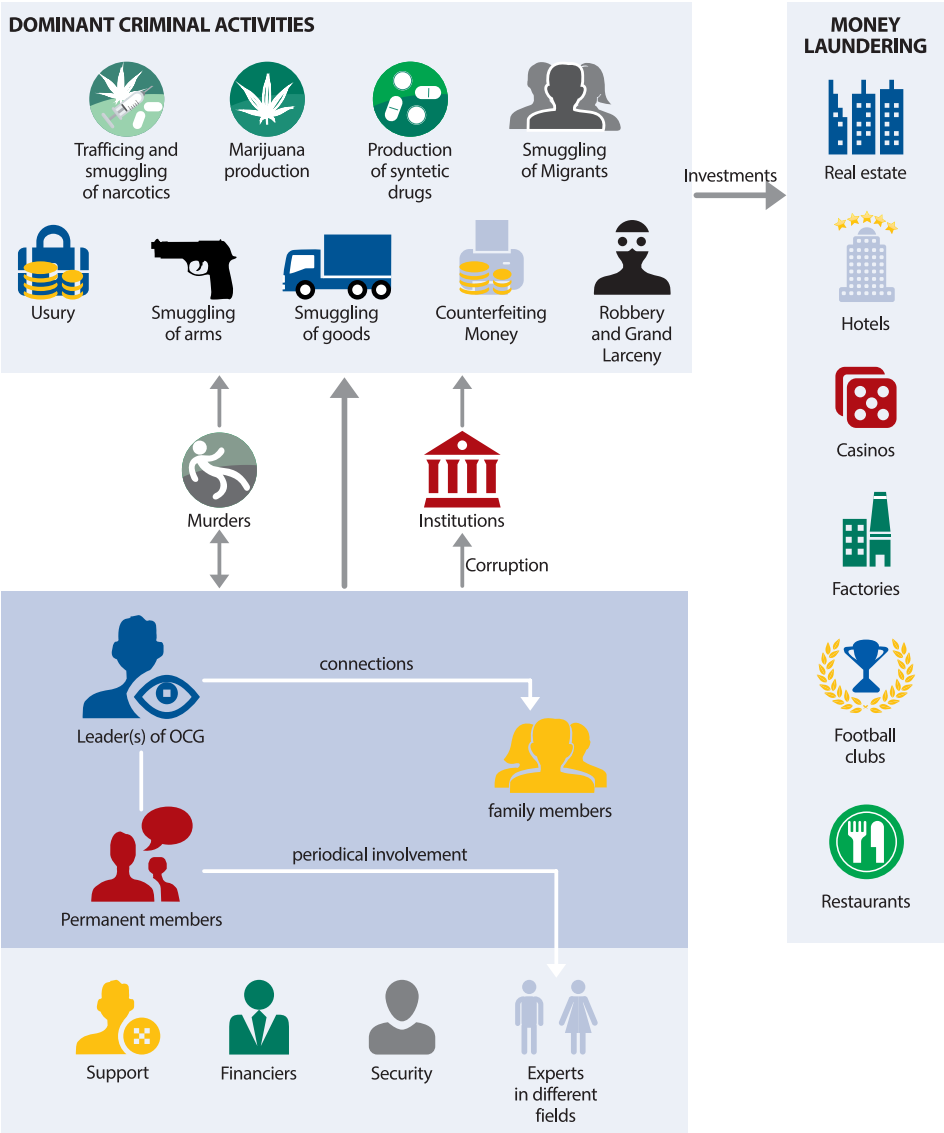 DOMINANT CRIMINAL ACTIVITIES
Trafficing and
smuggling
of narcotics
Marijuana
production
Production
of syntetic
drugs
Smuggling
of Migrants
Usury
Smuggling
of arms
Smuggling
of goods
Counterfeiting
Money
Robbery
and Grand
Larceny
Investments
MONEY
LAUNDERING
Real estate
Hotels
Casinos
Factories
Football
clubs
Restaurants
Murders
Institutions
Corruption
connections
Leader(s) of OCG
family members
periodical involvement
Permanent members
Support
Financiers
Security
Experts
in different
fields